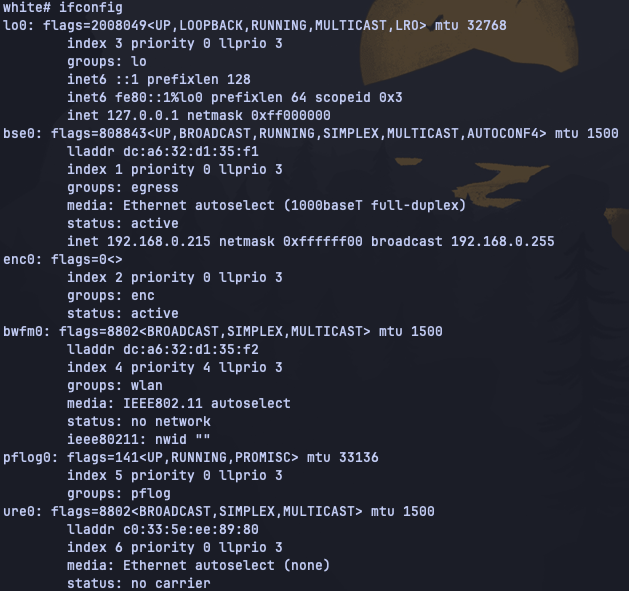 white# ifconfig
lo0: flags=2008049<UP,LOOPBACK,RUNNING,MULTICAST,LRO> mtu 32768
index 3 priority 0 llprio 3
groups: lo
inet6 ::1 prefixlen 128
inet6 fe80::1%lo0 prefixlen 64 scopeid 0x3
inet 127.0.0.1 netmask 0xff000000
bse0: flags=808843<UP,BROADCAST,RUNNING,SIMPLEX,MULTICAST,AUTOCONF4> mtu 1500
lladdr dc:a6:32:d1:35:f1
index 1 priority 0 llprio 3
groups: egress
media: Ethernet autoselect (1000baseT full-duplex)
status: active
inet 192.168.0.215 netmask 0xffffff00 broadcast 192.168.0.255
enc0: flags=0<>
index 2 priority 0 llprio 3
groups: enc
status: active
bwfm0: flags=8802<BROADCAST,SIMPLEX,MULTICAST> mtu 1500
lladdr dc:a6:32:d1:35:f2
index 4 priority 4 llprio 3
groups: wlan
media: IEEE802.11 autoselect
status: no network
ieee80211: nwid ""
pflog0: flags=141<UP,RUNNING,PROMISC> mtu 33136
index 5 priority 0 llprio 3
groups: pflog
ure0: flags=8802<BROADCAST,SIMPLEX,MULTICAST> mtu 1500
lladdr c0:33:5e:ee:89:80
index 6 priority 0 llprio 3
media: Ethernet autoselect (none)
status: no carrier